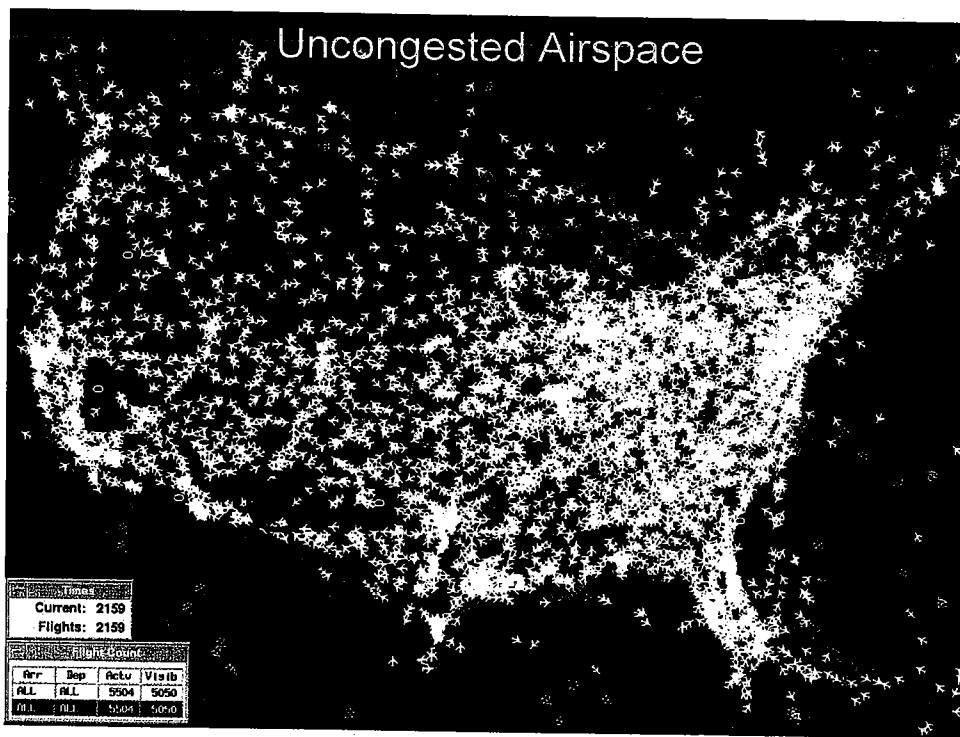 Uncongested Airspace
Times
Current: 2159
Flights: 2159
Flight Count
Arr Dep Actv Visib
ALL ALL 5504 5050
ALL ALL 5504 5050